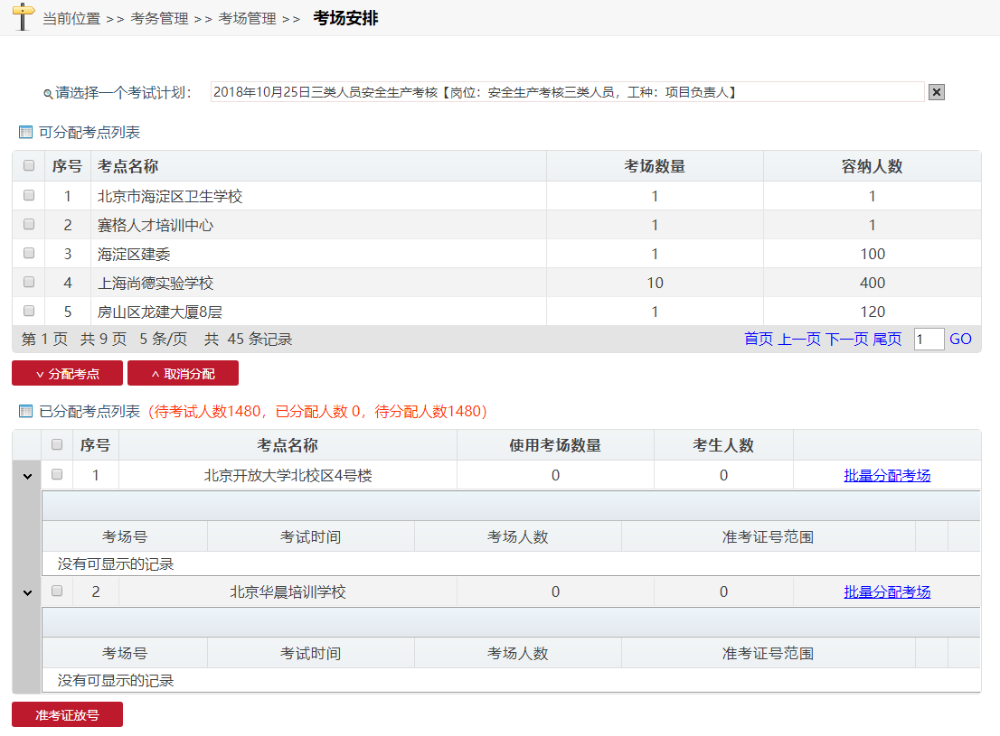 当前位置 >> 考务管理 >> 考场管理 >> 考场安排
请选择一个考试计划： 2018年10月25日三类人员安全生产考核【岗位：安全生产考核三类人员，工种：项目负责人】
可分配考点列表
序号 考点名称 考场数量 容纳人数
1 北京市海淀区卫生学校 1 1
2 赛格人才培训中心 1 1
3 海淀区建委 1 100
4 上海尚德实验学校 10 400
5 房山区龙建大厦8层 1 120
第 1 页 共 9 页 5 条/页 共 45 条记录 首页 上一页 下一页 尾页 1 GO
∨ 分配考点 ∧ 取消分配
已分配考点列表（待考试人数1480，已分配人数 0，待分配人数1480）
序号 考点名称 使用考场数量 考生人数
1 北京开放大学北校区4号楼 0 0 批量分配考场
考场号 考试时间 考场人数 准考证号范围
没有可显示的记录
2 北京华晨培训学校 0 0 批量分配考场
考场号 考试时间 考场人数 准考证号范围
没有可显示的记录
准考证放号